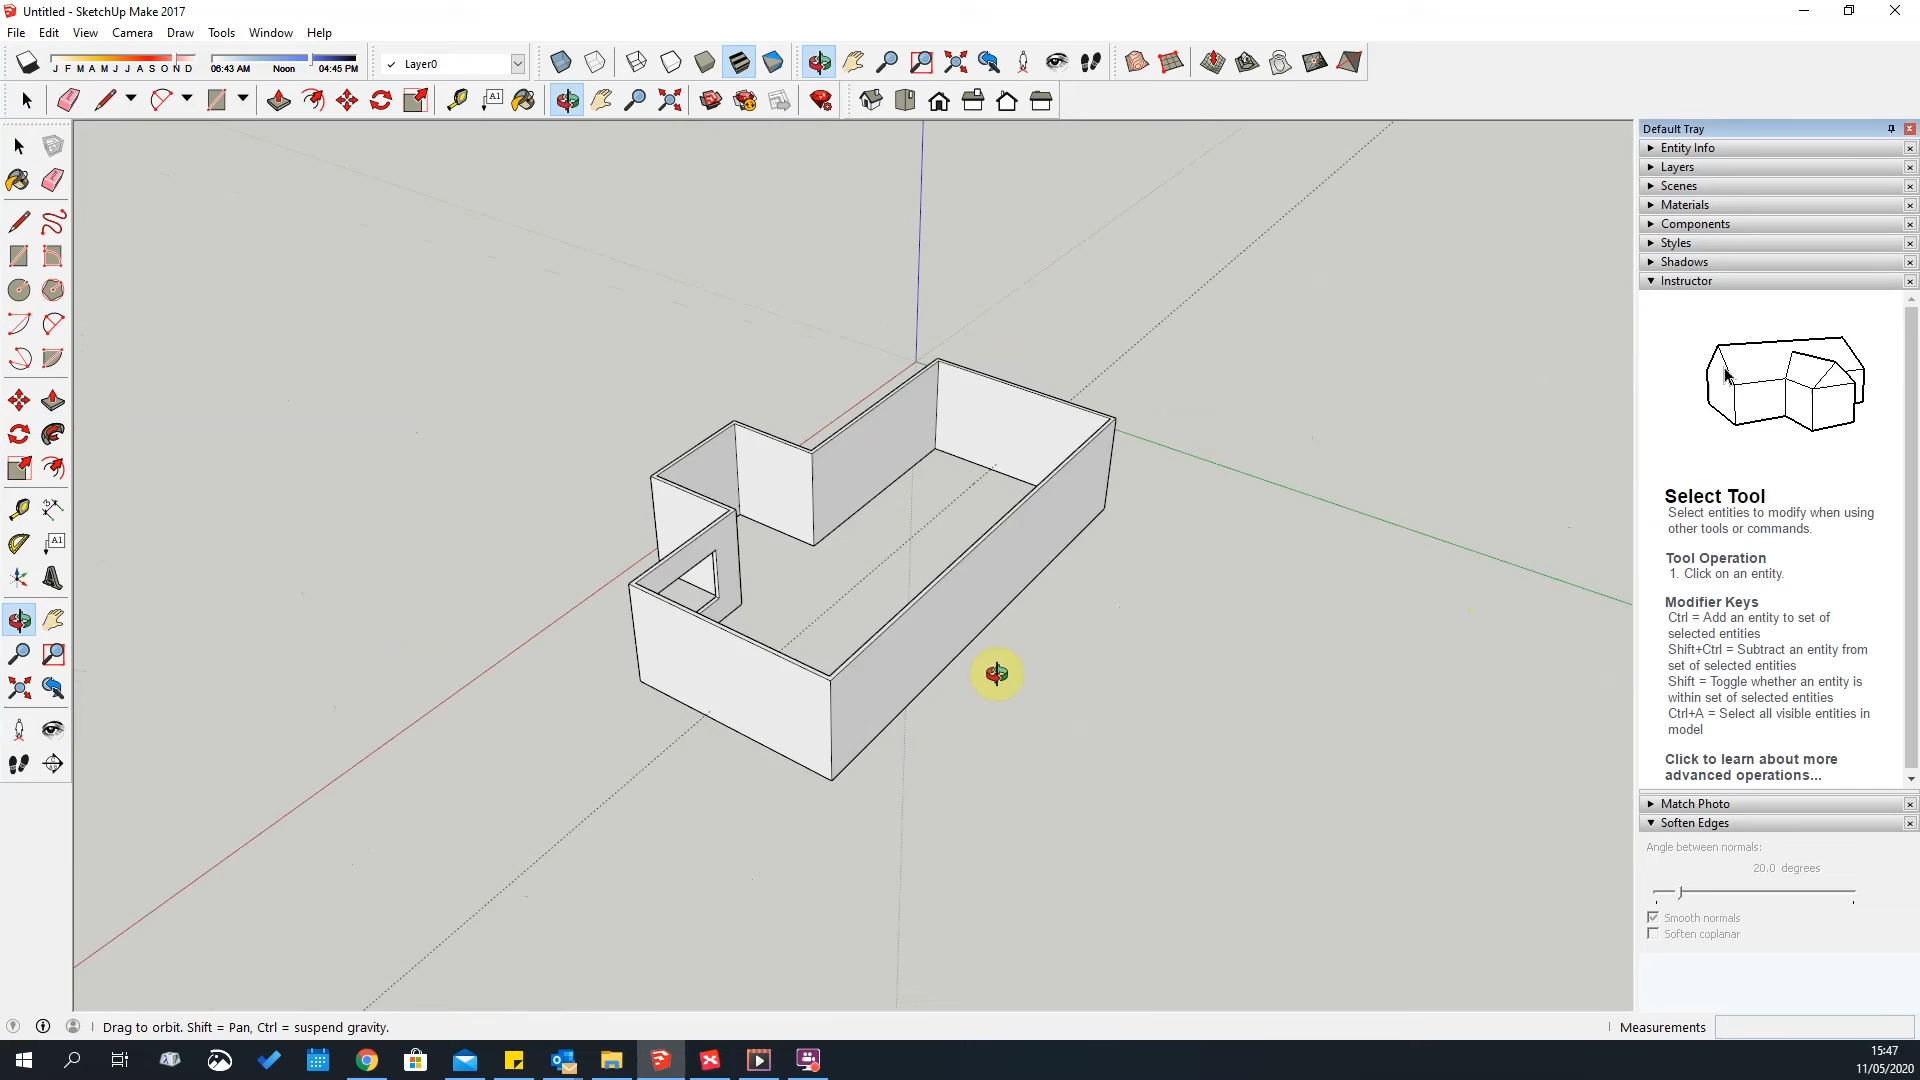 Untitled - SketchUp Make 2017
File Edit View Camera Draw Tools Window Help
J F M A M J J A S O N D
06:43 AM Noon 04:45 PM
Layer0
A1
A1
Default Tray
Entity Info
Layers
Scenes
Materials
Components
Styles
Shadows
Instructor
Select Tool
Select entities to modify when using
other tools or commands.
Tool Operation
1. Click on an entity.
Modifier Keys
Ctrl = Add an entity to set of
selected entities
Shift+Ctrl = Subtract an entity from
set of selected entities
Shift = Toggle whether an entity is
within set of selected entities
Ctrl+A = Select all visible entities in
model
Click to learn about more
advanced operations...
Match Photo
Soften Edges
Angle between normals:
20.0 degrees
Smooth normals
Soften coplanar
Drag to orbit. Shift = Pan, Ctrl = suspend gravity.
Measurements
15:47
11/05/2020